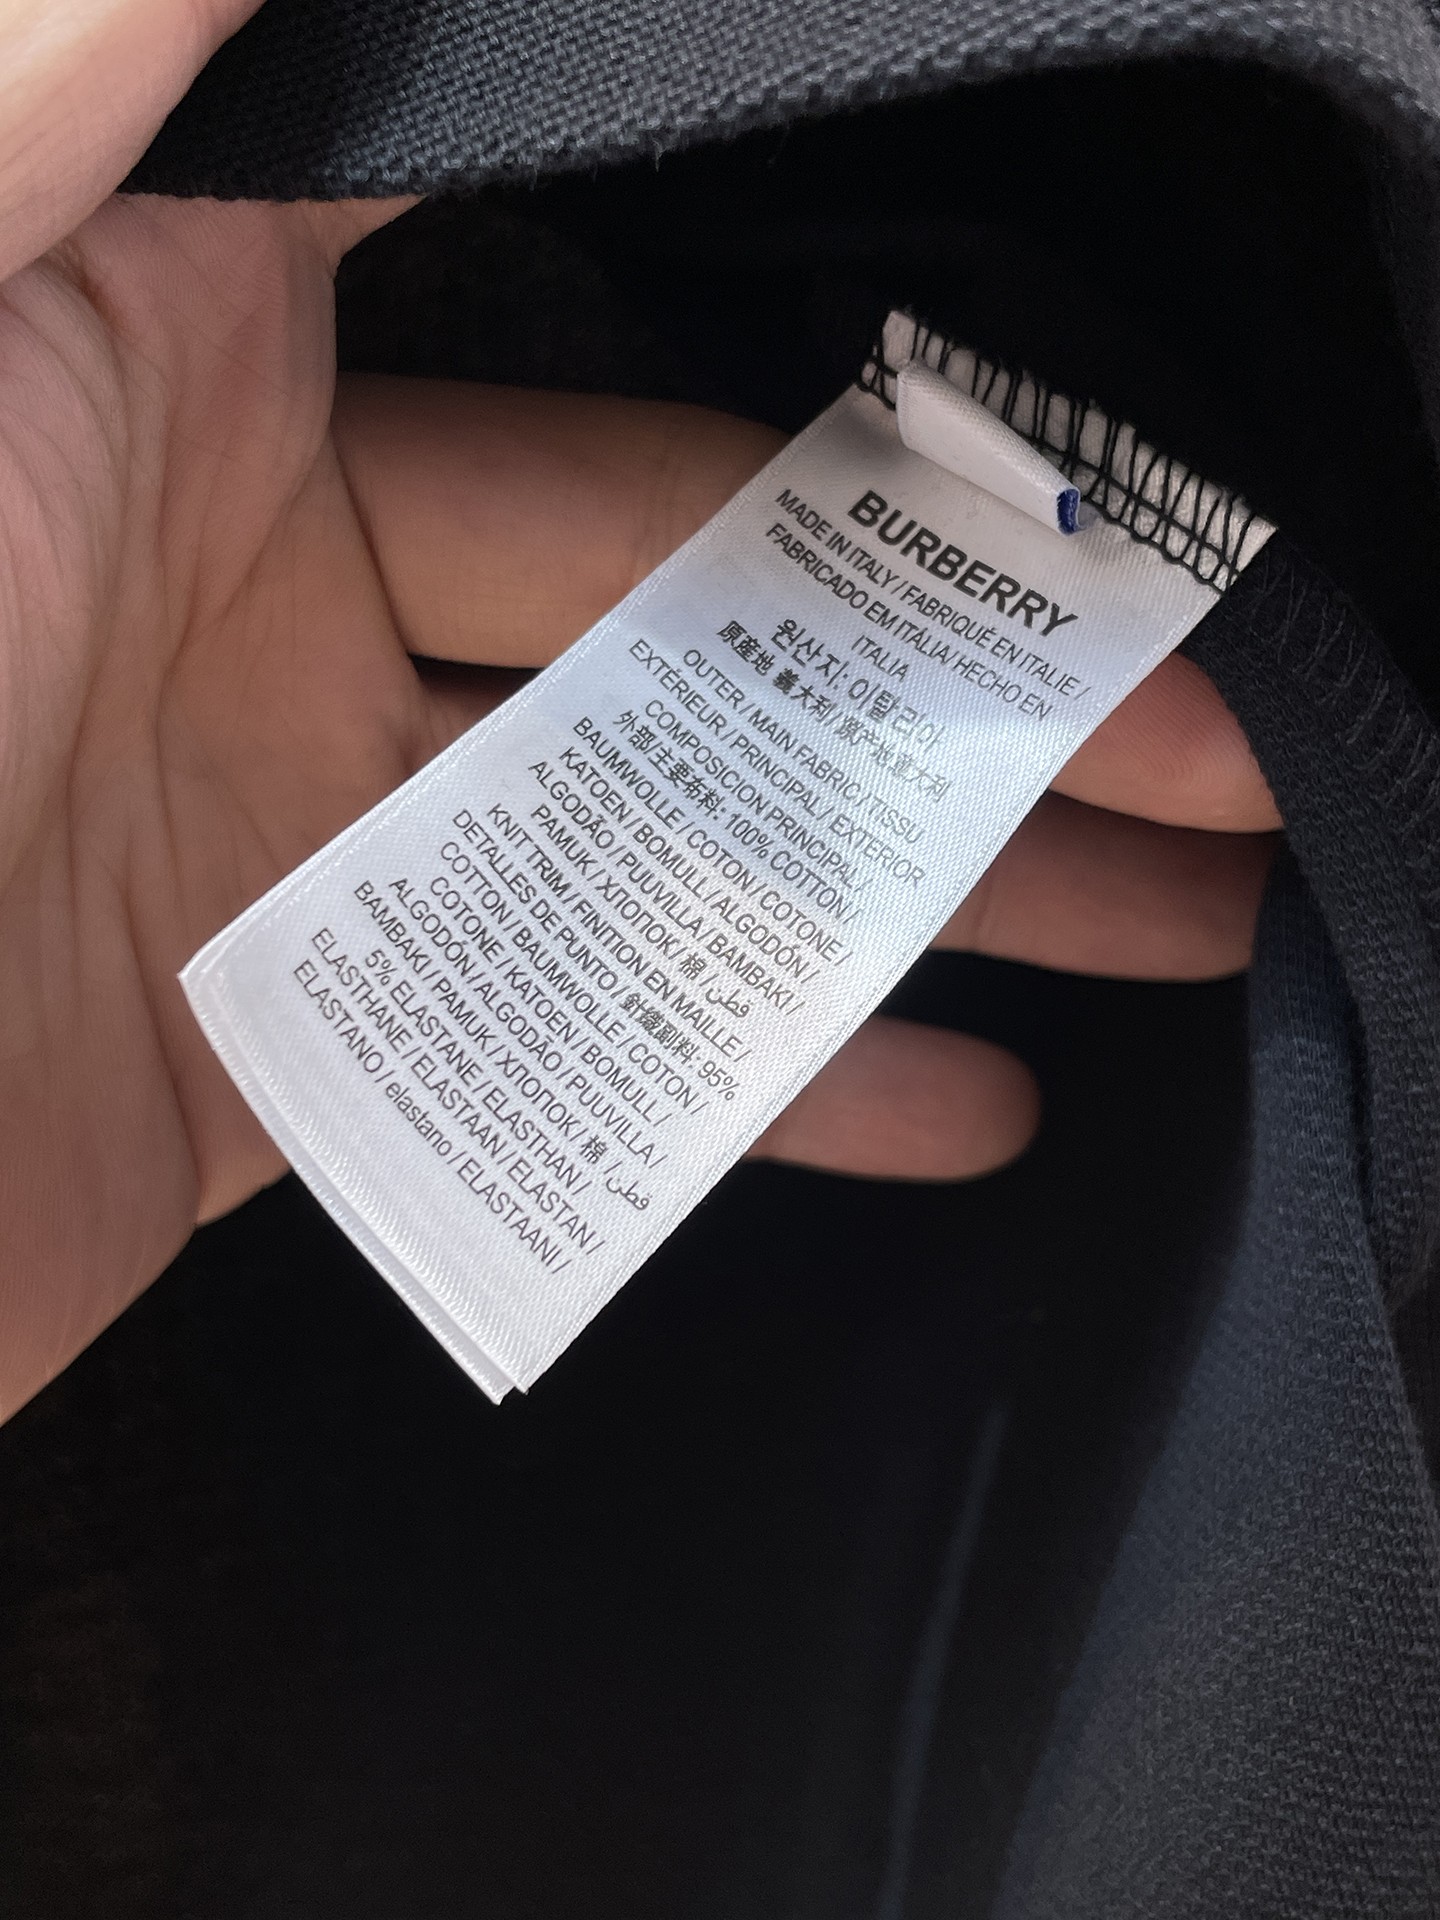 BURBERRY
MADE IN ITALY / FABRIQUÉ EN ITALIE /
FABRICADO EM ITÁLIA/ HECHO EN
ITALIA
원산지: 이탈리아
原産地 義大利 / 原产地意大利
OUTER / MAIN FABRIC / TISSU
EXTÉRIEUR / PRINCIPAL / EXTERIOR
COMPOSICION PRINCIPAL /
外部/主要布料: 100% COTTON /
BAUMWOLLE / COTON / COTONE /
KATOEN / BOMULL / ALGODÓN /
ALGODÃO / PUUVILLA / BAMBAKI /
PAMUK / ХЛОПОК / 棉 / قطن
KNIT TRIM / FINITION EN MAILLE /
DETALLES DE PUNTO / 針織副料: 95%
COTTON / BAUMWOLLE / COTON /
COTONE / KATOEN / BOMULL /
ALGODÓN / ALGODÃO / PUUVILLA /
BAMBAKI / PAMUK / ХЛОПОК / 棉 / قطن
5% ELASTANE / ELASTHAN /
ELASTHANE / ELASTAAN / ELASTAN /
ELASTANO / elastano / ELASTAANI /